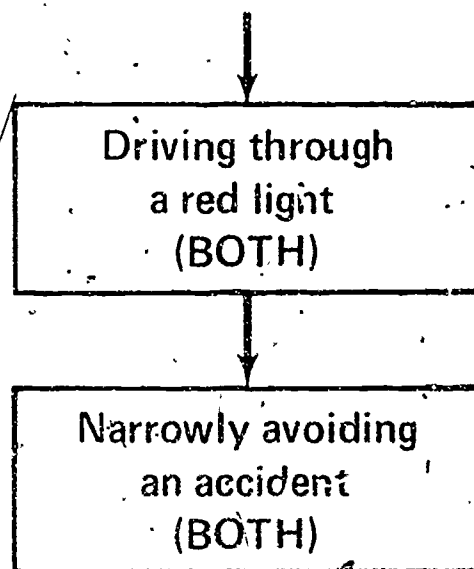 Driving through
a red light
(BOTH)
Narrowly avoiding
an accident
(BOTH)